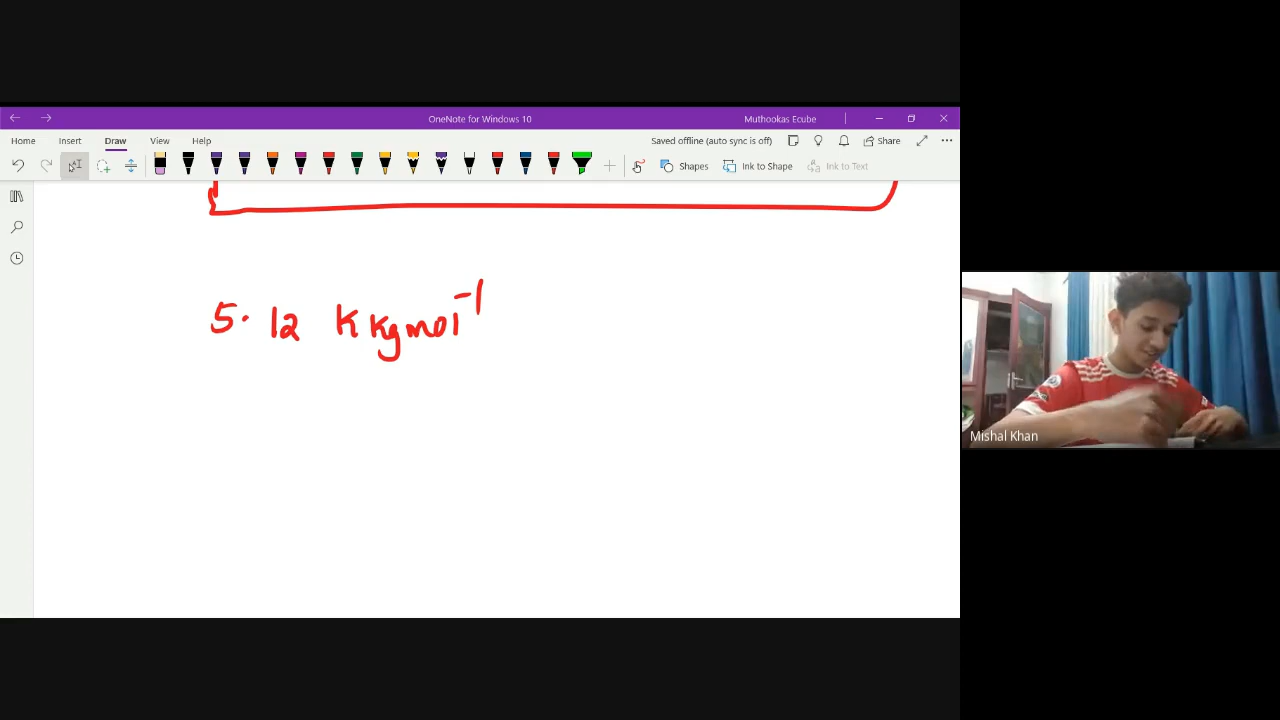 OneNote for Windows 10
Muthookas Ecube
Home Insert Draw View Help
Saved offline (auto sync is off)
Share
Shapes
Ink to Shape
Ink to Text
5. 12 K Kg mol⁻¹
Mishal Khan